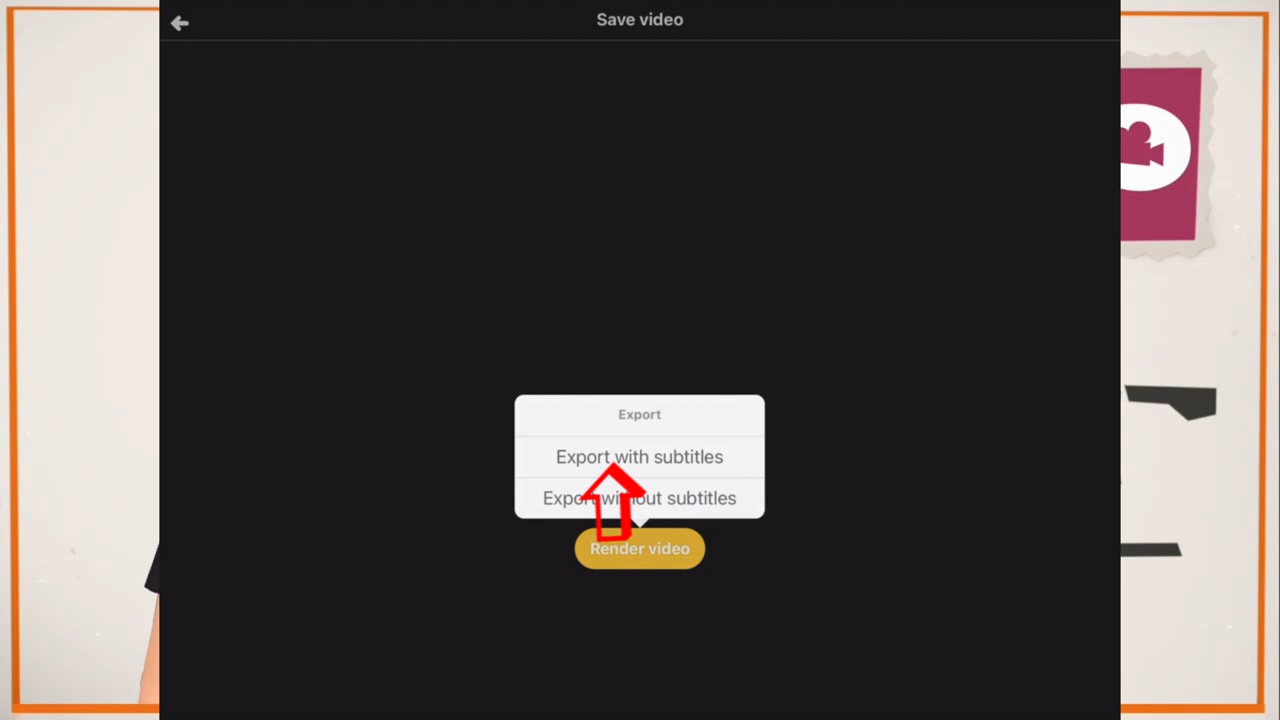 Save video
Export
Export with subtitles
Export without subtitles
Render video